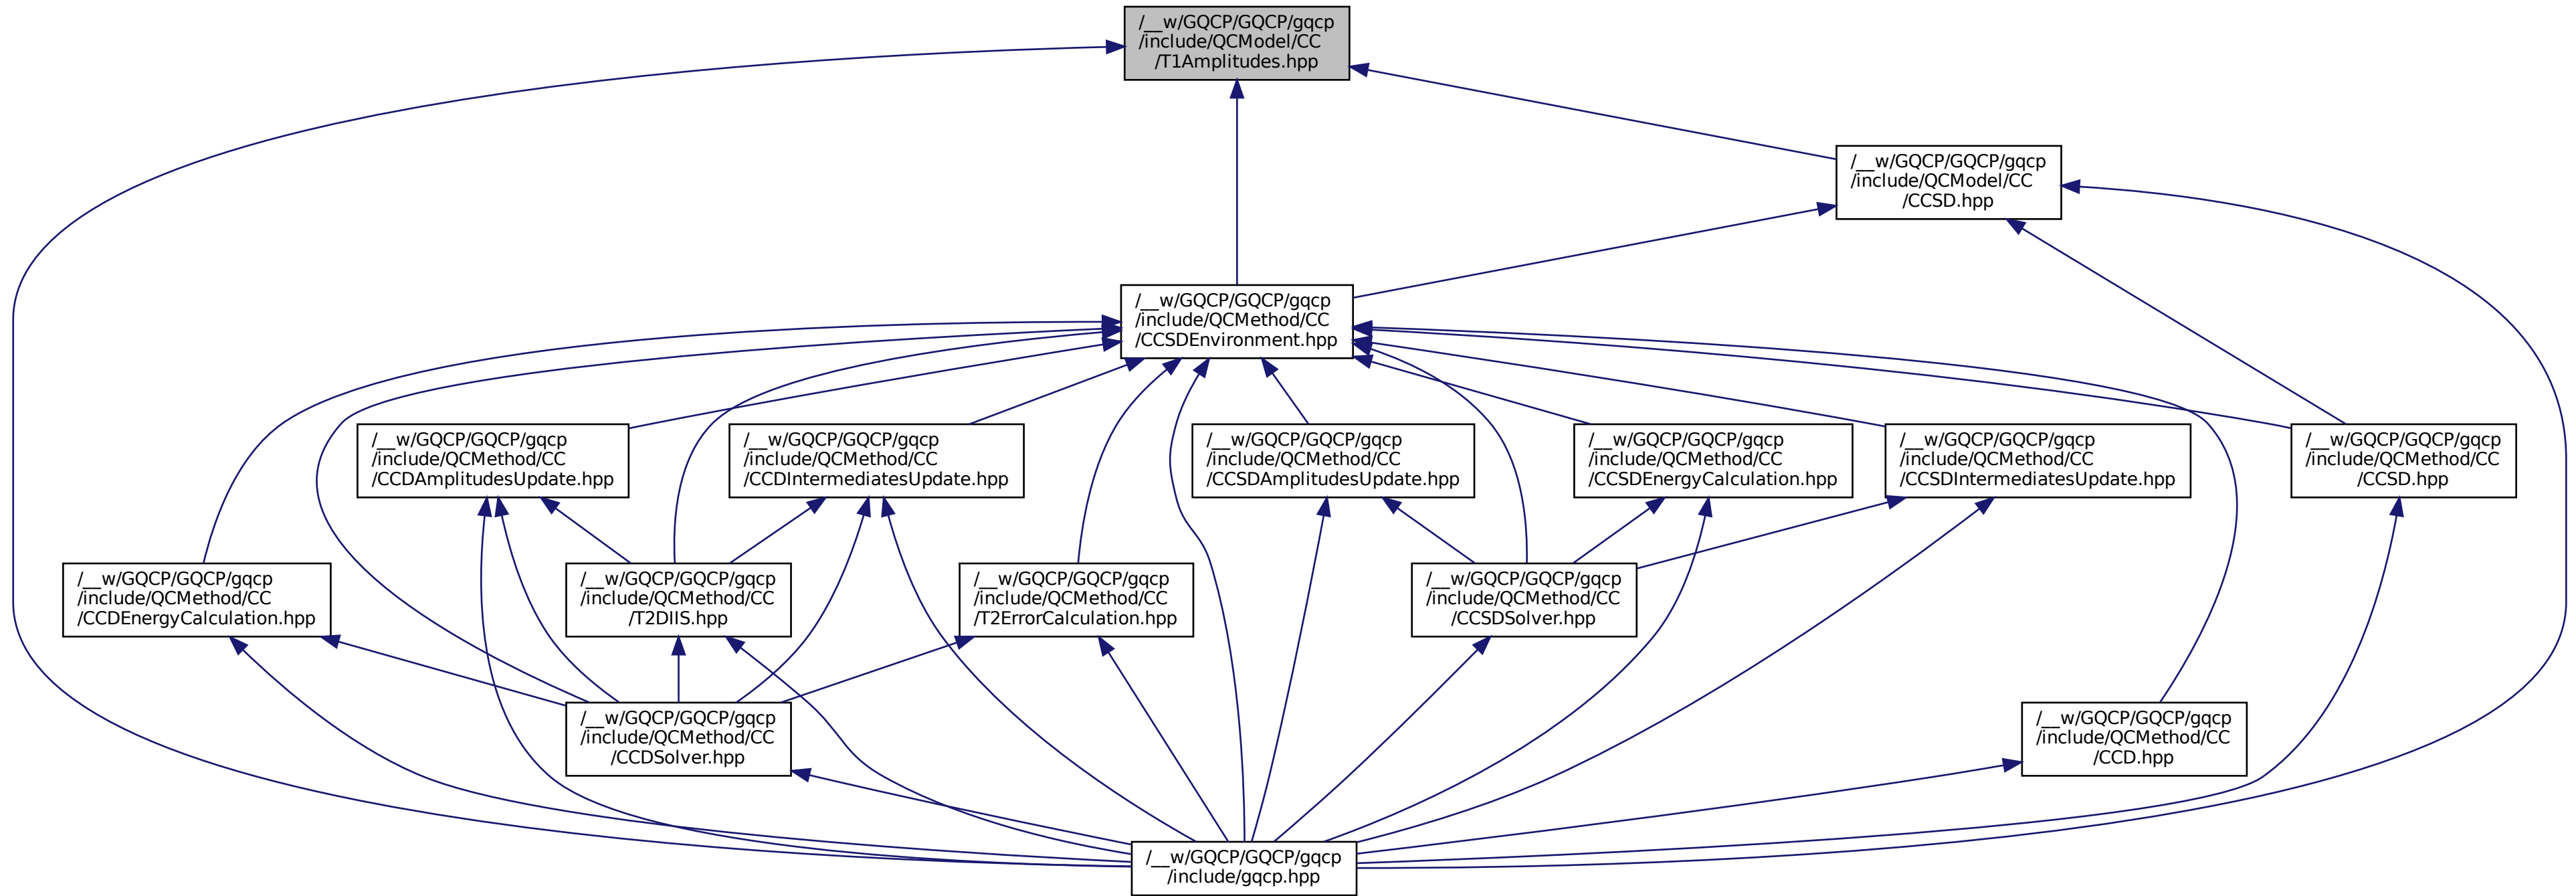 /__w/GQCP/GQCP/gqcp
/include/QCModel/CC
/T1Amplitudes.hpp
/__w/GQCP/GQCP/gqcp
/include/QCModel/CC
/CCSD.hpp
/__w/GQCP/GQCP/gqcp
/include/QCMethod/CC
/CCSDEnvironment.hpp
/__w/GQCP/GQCP/gqcp
/include/QCMethod/CC
/CCDAmplitudesUpdate.hpp
/__w/GQCP/GQCP/gqcp
/include/QCMethod/CC
/CCDIntermediatesUpdate.hpp
/__w/GQCP/GQCP/gqcp
/include/QCMethod/CC
/CCSDAmplitudesUpdate.hpp
/__w/GQCP/GQCP/gqcp
/include/QCMethod/CC
/CCSDEnergyCalculation.hpp
/__w/GQCP/GQCP/gqcp
/include/QCMethod/CC
/CCSDIntermediatesUpdate.hpp
/__w/GQCP/GQCP/gqcp
/include/QCMethod/CC
/CCSD.hpp
/__w/GQCP/GQCP/gqcp
/include/QCMethod/CC
/CCDEnergyCalculation.hpp
/__w/GQCP/GQCP/gqcp
/include/QCMethod/CC
/T2DIIS.hpp
/__w/GQCP/GQCP/gqcp
/include/QCMethod/CC
/T2ErrorCalculation.hpp
/__w/GQCP/GQCP/gqcp
/include/QCMethod/CC
/CCSDSolver.hpp
/__w/GQCP/GQCP/gqcp
/include/QCMethod/CC
/CCDSolver.hpp
/__w/GQCP/GQCP/gqcp
/include/QCMethod/CC
/CCD.hpp
/__w/GQCP/GQCP/gqcp
/include/gqcp.hpp